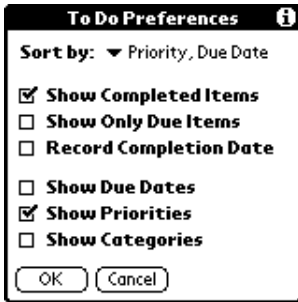 To Do Preferences i
Sort by: Priority, Due Date
Show Completed Items
Show Only Due Items
Record Completion Date
Show Due Dates
Show Priorities
Show Categories
OK Cancel